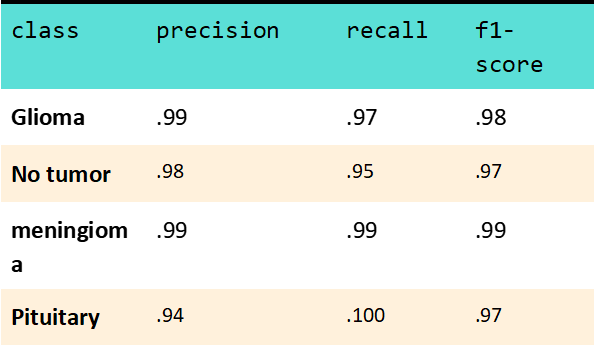 class precision recall f1-
score
Glioma .99 .97 .98
No tumor .98 .95 .97
meningiom .99 .99 .99
a
Pituitary .94 .100 .97